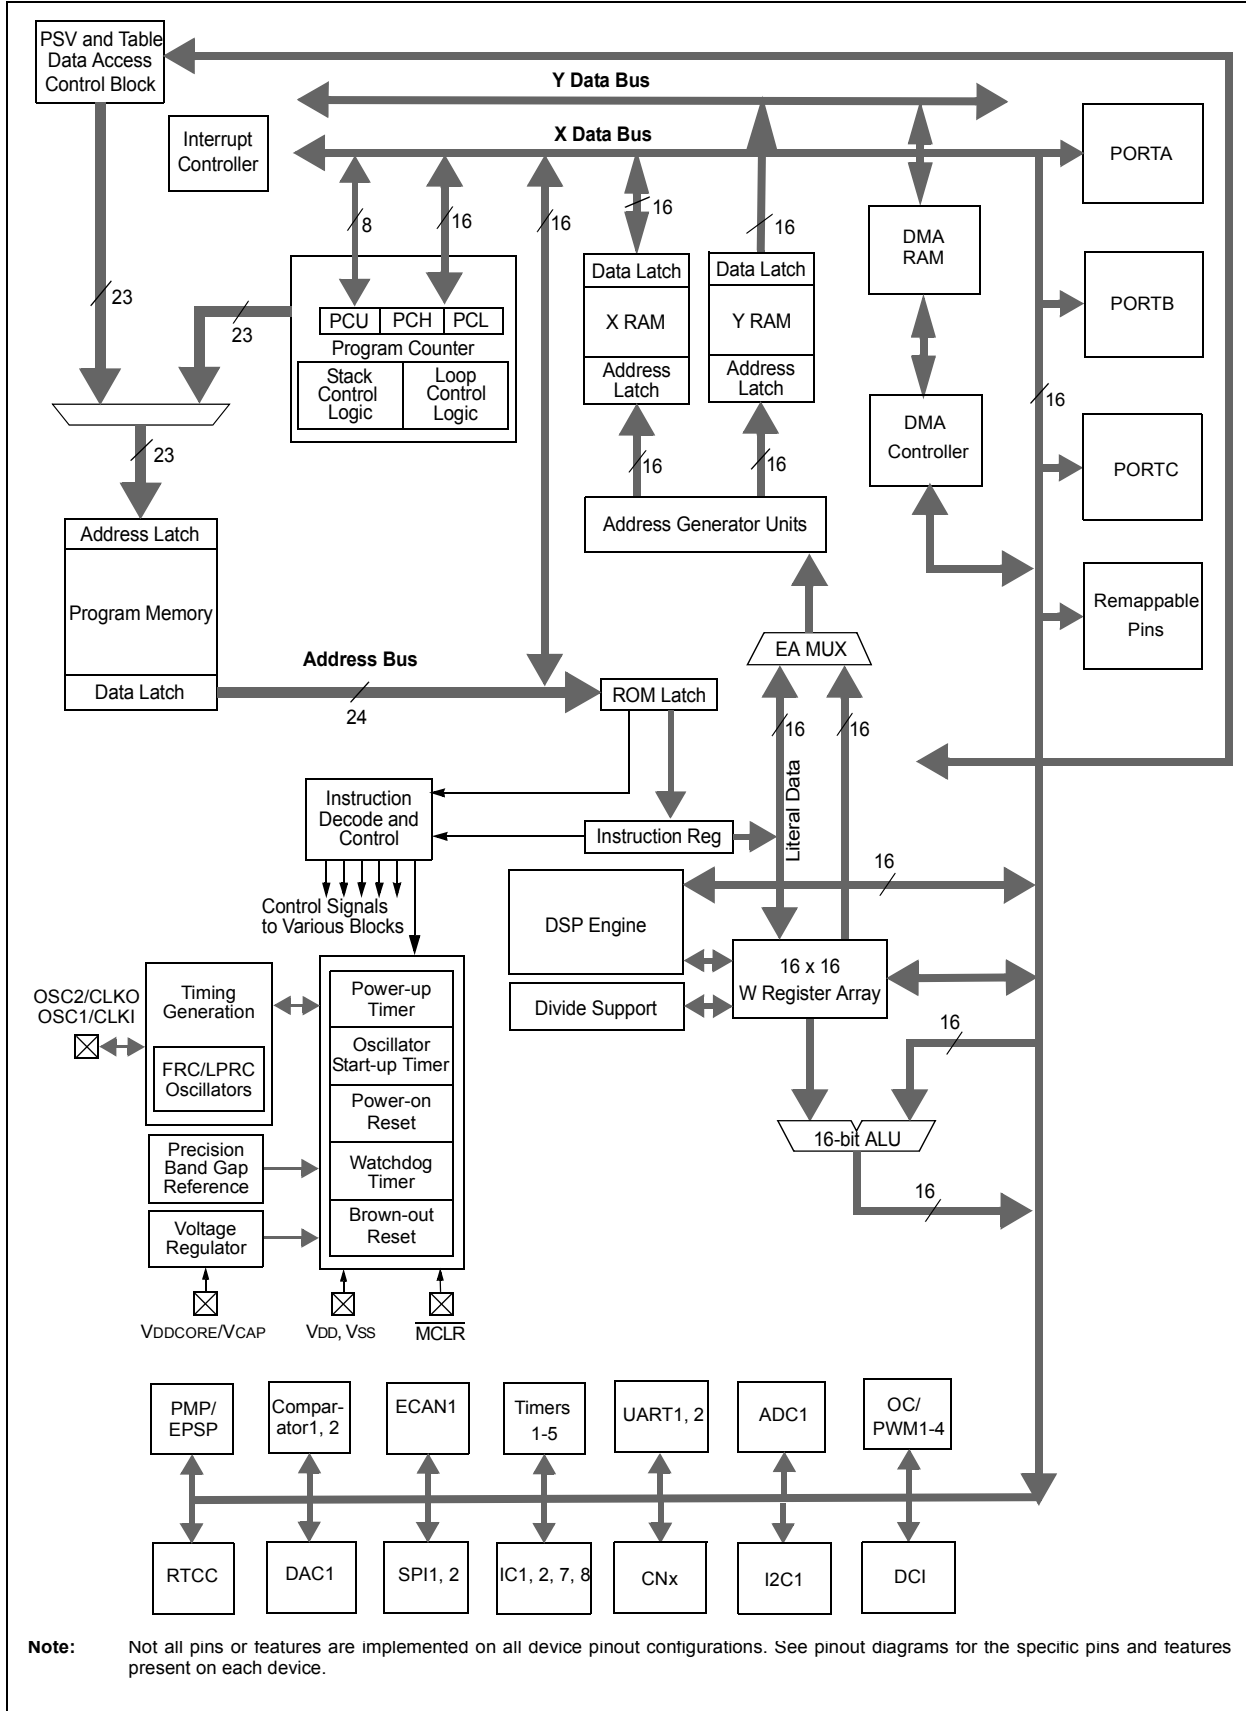 PSV and Table
Data Access
Control Block
Y Data Bus
Interrupt
Controller
X Data Bus
PORTA
8
16
16
16
16
DMA
RAM
23
23
PCU
PCH
PCL
Program Counter
Stack
Control
Logic
Loop
Control
Logic
Data Latch
X RAM
Address
Latch
Data Latch
Y RAM
Address
Latch
PORTB
16
DMA
Controller
23
16
16
PORTC
Address Latch
Program Memory
Data Latch
Address Generator Units
Remappable
Pins
EA MUX
Address Bus
24
ROM Latch
16
16
Literal Data
Instruction
Decode and
Control
Instruction Reg
16
Control Signals
to Various Blocks
DSP Engine
16 x 16
W Register Array
Divide Support
OSC2/CLKO
OSC1/CLKI
Timing
Generation
FRC/LPRC
Oscillators
Power-up
Timer
Oscillator
Start-up Timer
Power-on
Reset
Watchdog
Timer
Brown-out
Reset
16
16-bit ALU
16
Precision
Band Gap
Reference
Voltage
Regulator
VDDCORE/VCAP
VDD, VSS
MCLR
PMP/
EPSP
Compar-
ator1, 2
ECAN1
Timers
1-5
UART1, 2
ADC1
OC/
PWM1-4
RTCC
DAC1
SPI1, 2
IC1, 2, 7, 8
CNx
I2C1
DCI
Note: Not all pins or features are implemented on all device pinout configurations. See pinout diagrams for the specific pins and features
present on each device.